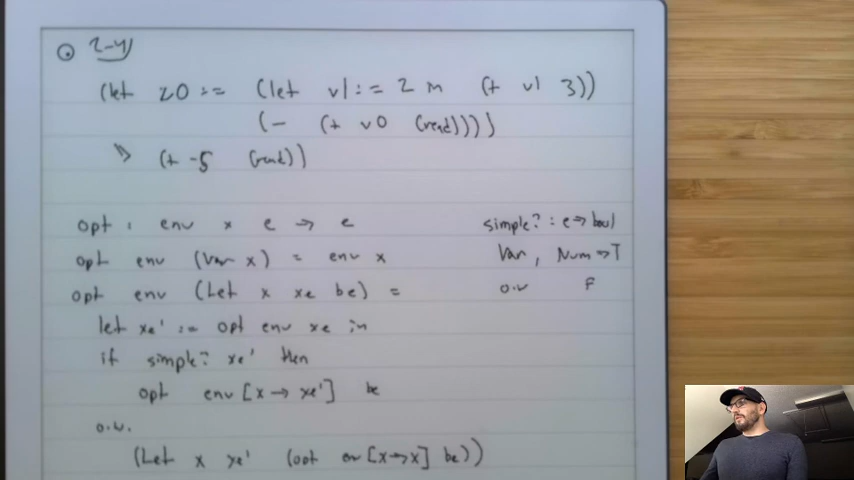 2-4)
(let z0 := (let v1 := 2 in (+ v1 3))
(- (+ v0 (read))))
(+ -5 (read))
opt : env x e → e
simple? : e → bool
opt env (Var x) = env x
Var, Num → T
opt env (Let x xe be) =
o.w F
let xe' := opt env xe in
if simple? xe' then
opt env [x → xe'] be
o.w.
(Let x xe' (opt env [x → x] be))